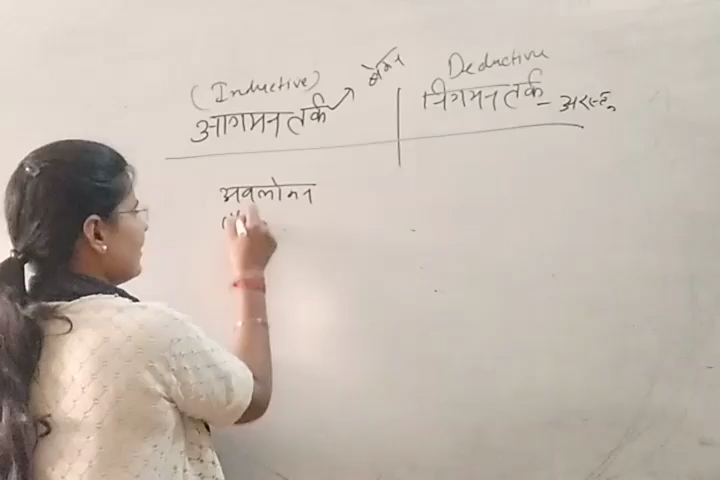 (Inductive)
आगमन तर्क
बेकन
Deductive
निगमन तर्क - अरस्तू
अवलोकन